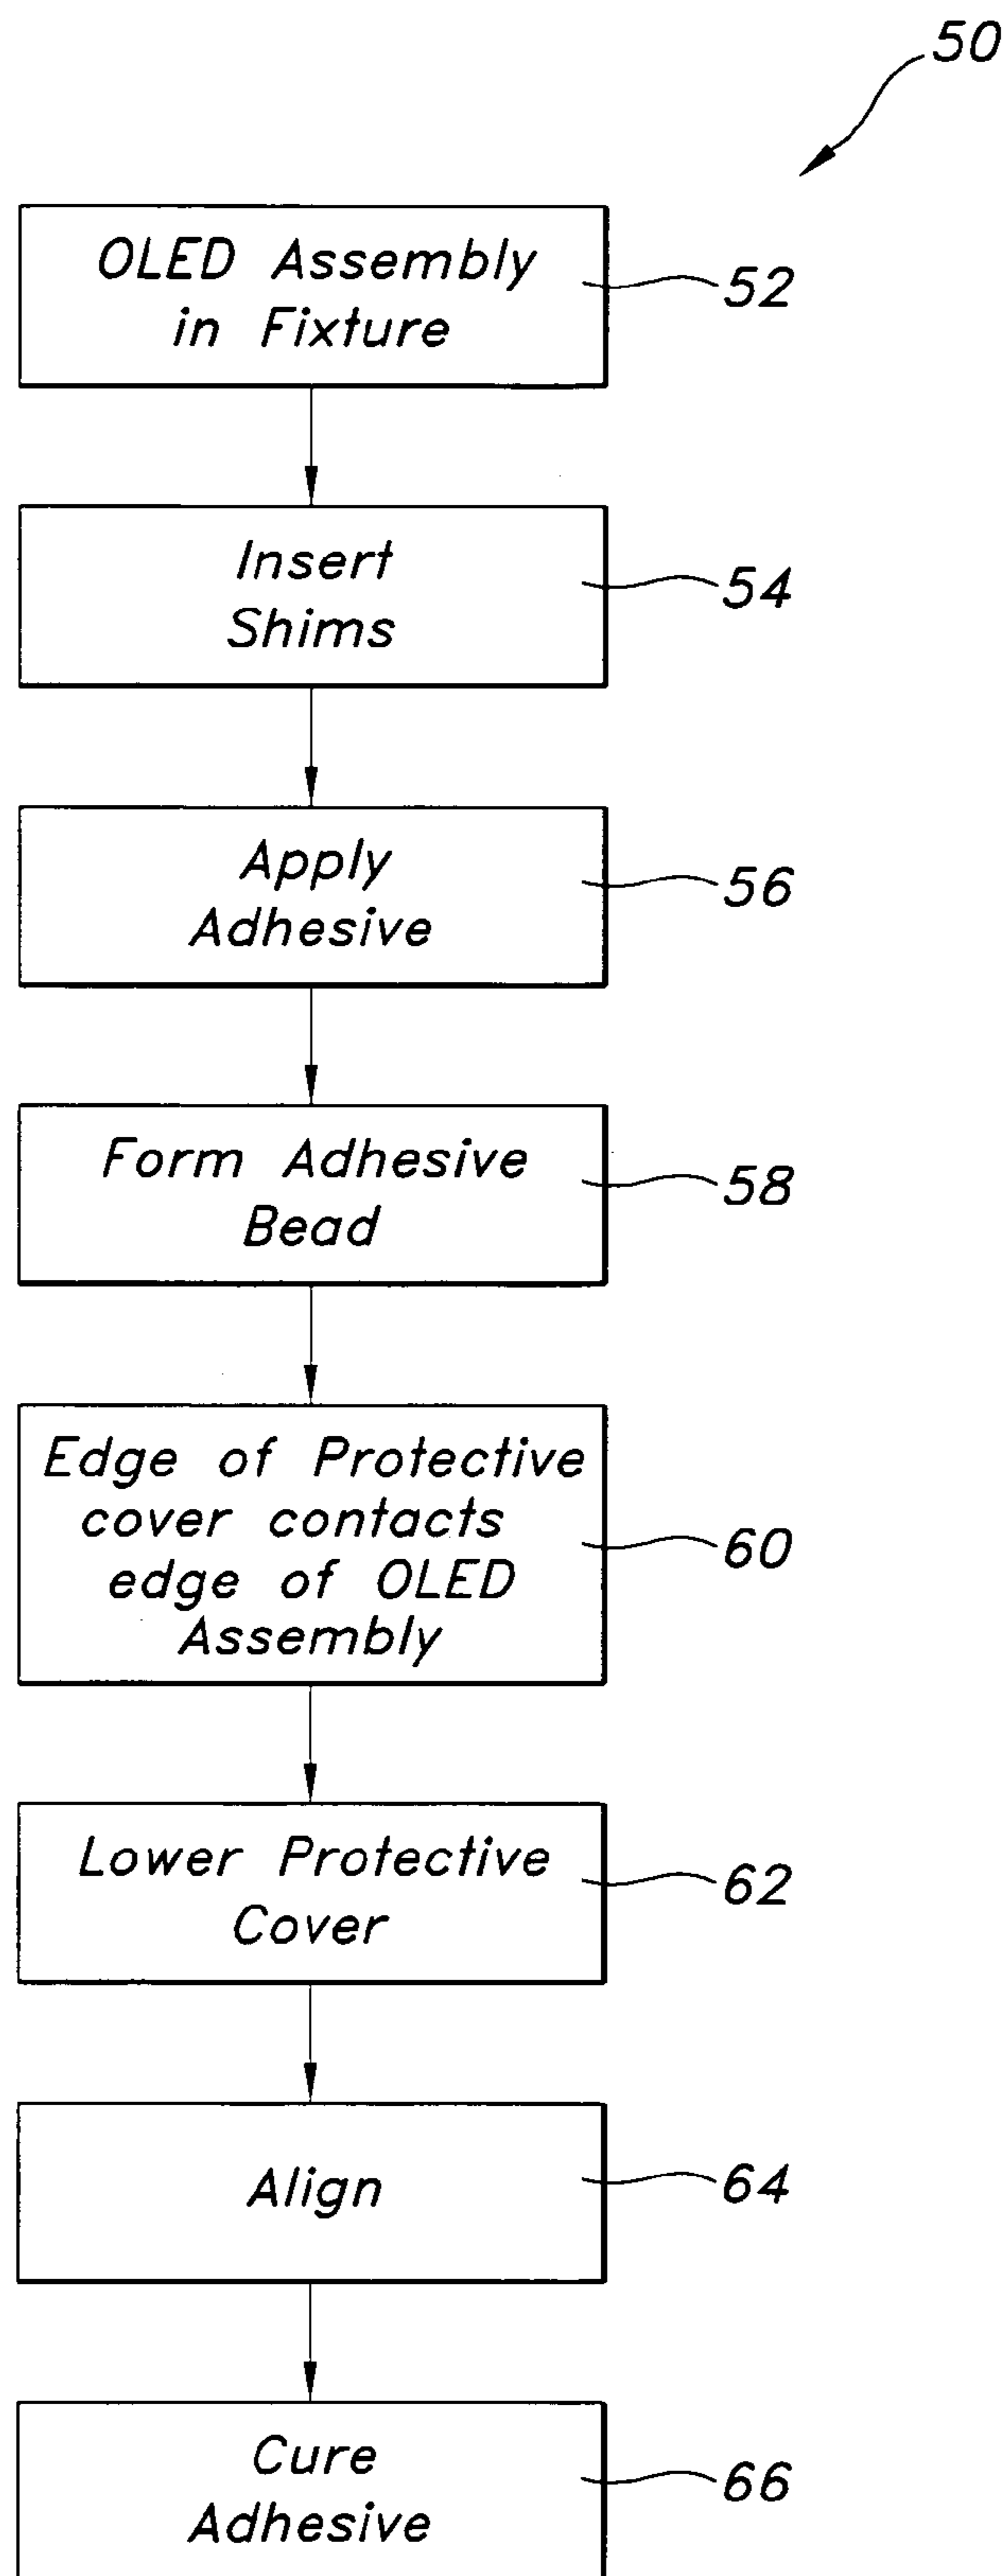 50
OLED Assembly
in Fixture
52
Insert
Shims
54
Apply
Adhesive
56
Form Adhesive
Bead
58
Edge of Protective
cover contacts
edge of OLED
Assembly
60
Lower Protective
Cover
62
Align
64
Cure
Adhesive
66